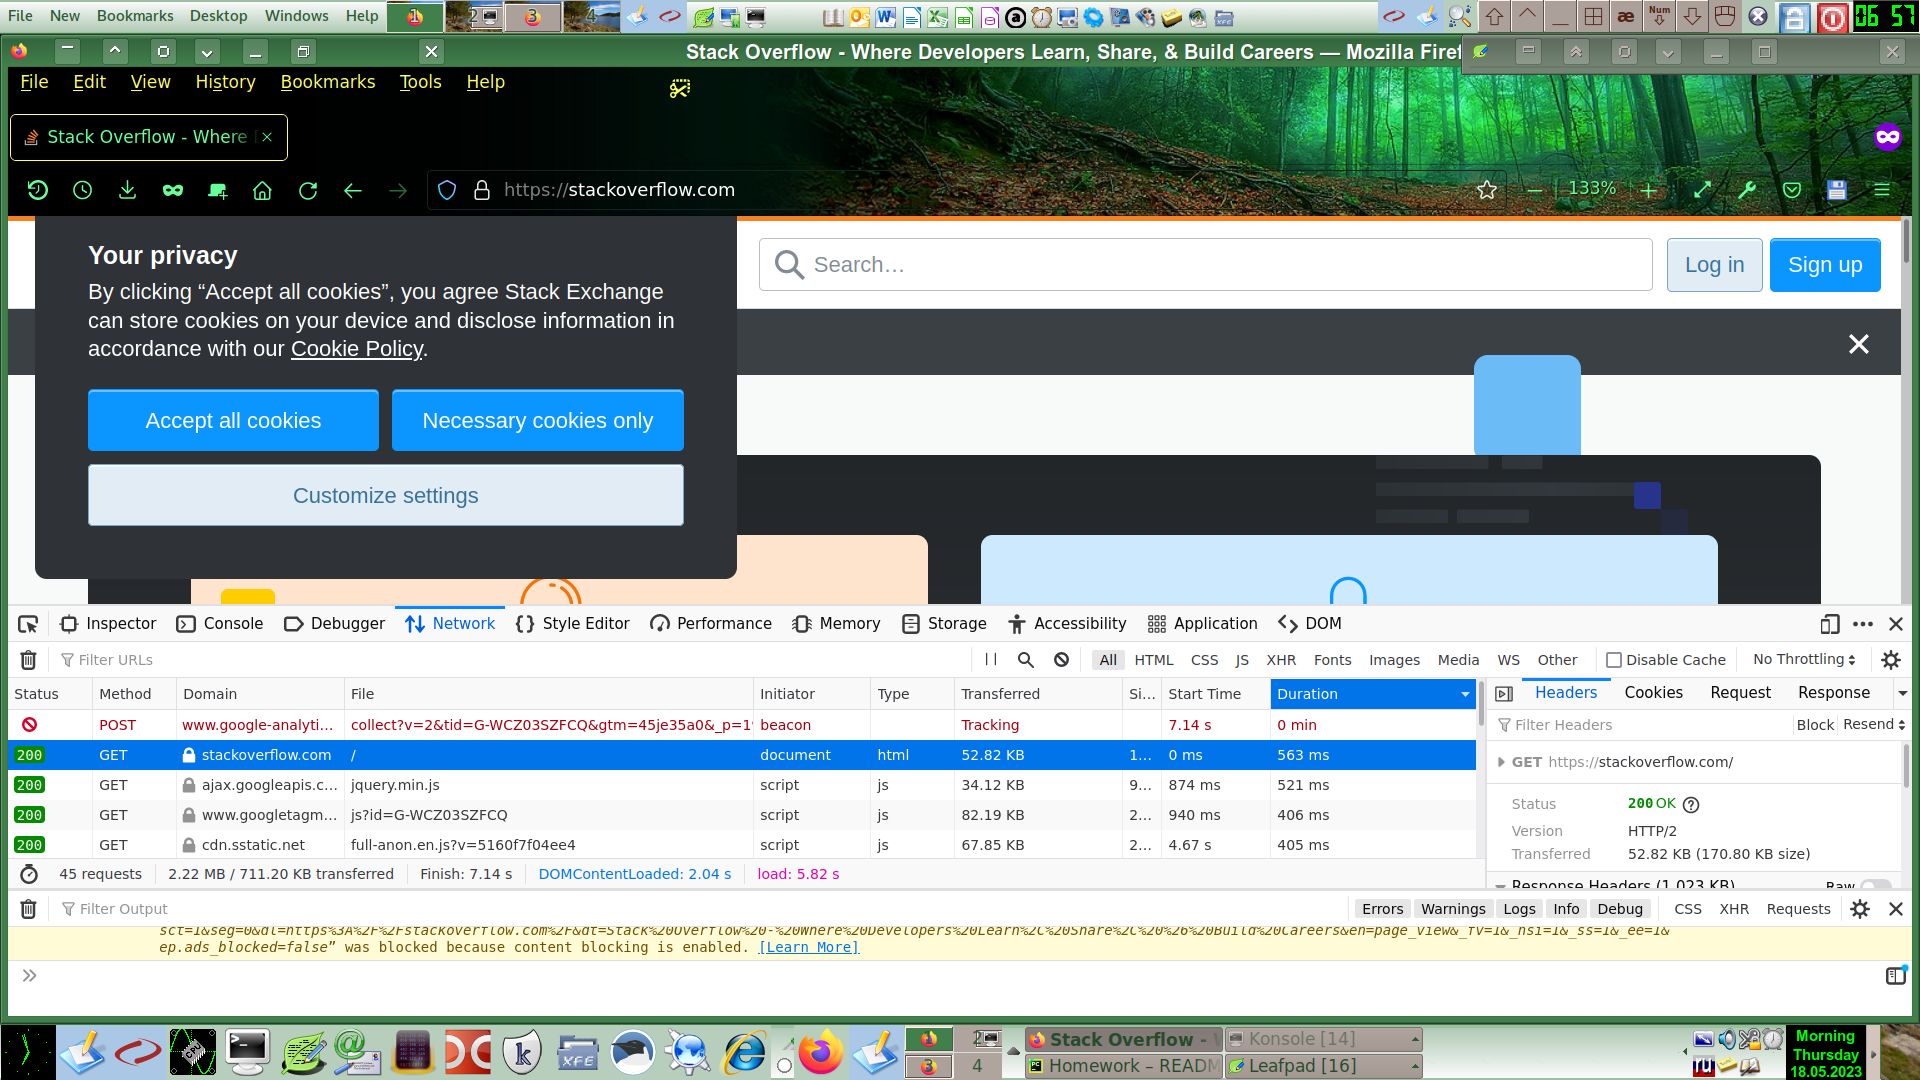 File New Bookmarks Desktop Windows Help 1 2 3 4 Num 06 57
Stack Overflow - Where Developers Learn, Share, & Build Careers — Mozilla Firef
File Edit View History Bookmarks Tools Help
Stack Overflow - Where
https://stackoverflow.com 133%
Your privacy
By clicking “Accept all cookies”, you agree Stack Exchange
can store cookies on your device and disclose information in
accordance with our Cookie Policy.
Accept all cookies Necessary cookies only
Customize settings
Search…
Log in Sign up
Inspector Console Debugger Network Style Editor Performance Memory Storage Accessibility Application DOM
Filter URLs All HTML CSS JS XHR Fonts Images Media WS Other Disable Cache No Throttling
Status Method Domain File Initiator Type Transferred Si… Start Time Duration
POST www.google-analyti… collect?v=2&tid=G-WCZ03SZFCQ&gtm=45je35a0&_p=1 beacon Tracking 7.14 s 0 min
200 GET stackoverflow.com / document html 52.82 KB 1… 0 ms 563 ms
200 GET ajax.googleapis.c… jquery.min.js script js 34.12 KB 9… 874 ms 521 ms
200 GET www.googletagm… js?id=G-WCZ03SZFCQ script js 82.19 KB 2… 940 ms 406 ms
200 GET cdn.sstatic.net full-anon.en.js?v=5160f7f04ee4 script js 67.85 KB 2… 4.67 s 405 ms
45 requests 2.22 MB / 711.20 KB transferred Finish: 7.14 s DOMContentLoaded: 2.04 s load: 5.82 s
Headers Cookies Request Response
Filter Headers Block Resend
GET https://stackoverflow.com/
Status 200 OK
Version HTTP/2
Transferred 52.82 KB (170.80 KB size)
Response Headers (1.023 KB) Raw
Filter Output Errors Warnings Logs Info Debug CSS XHR Requests
sct=1&seg=0&dl=https%3A%2F%2Fstackoverflow.com%2F&dt=Stack%20Overflow%20-%20Where%20Developers%20Learn%2C%20Share%2C%20%26%20Build%20Careers&en=page_view&_fv=1&_nsi=1&_ss=1&_ee=1&
ep.ads_blocked=false” was blocked because content blocking is enabled. [Learn More]
Stack Overflow - Konsole [14]
Homework – READM Leafpad [16]
1 2 3 4
XFE
Morning
Thursday
18.05.2023